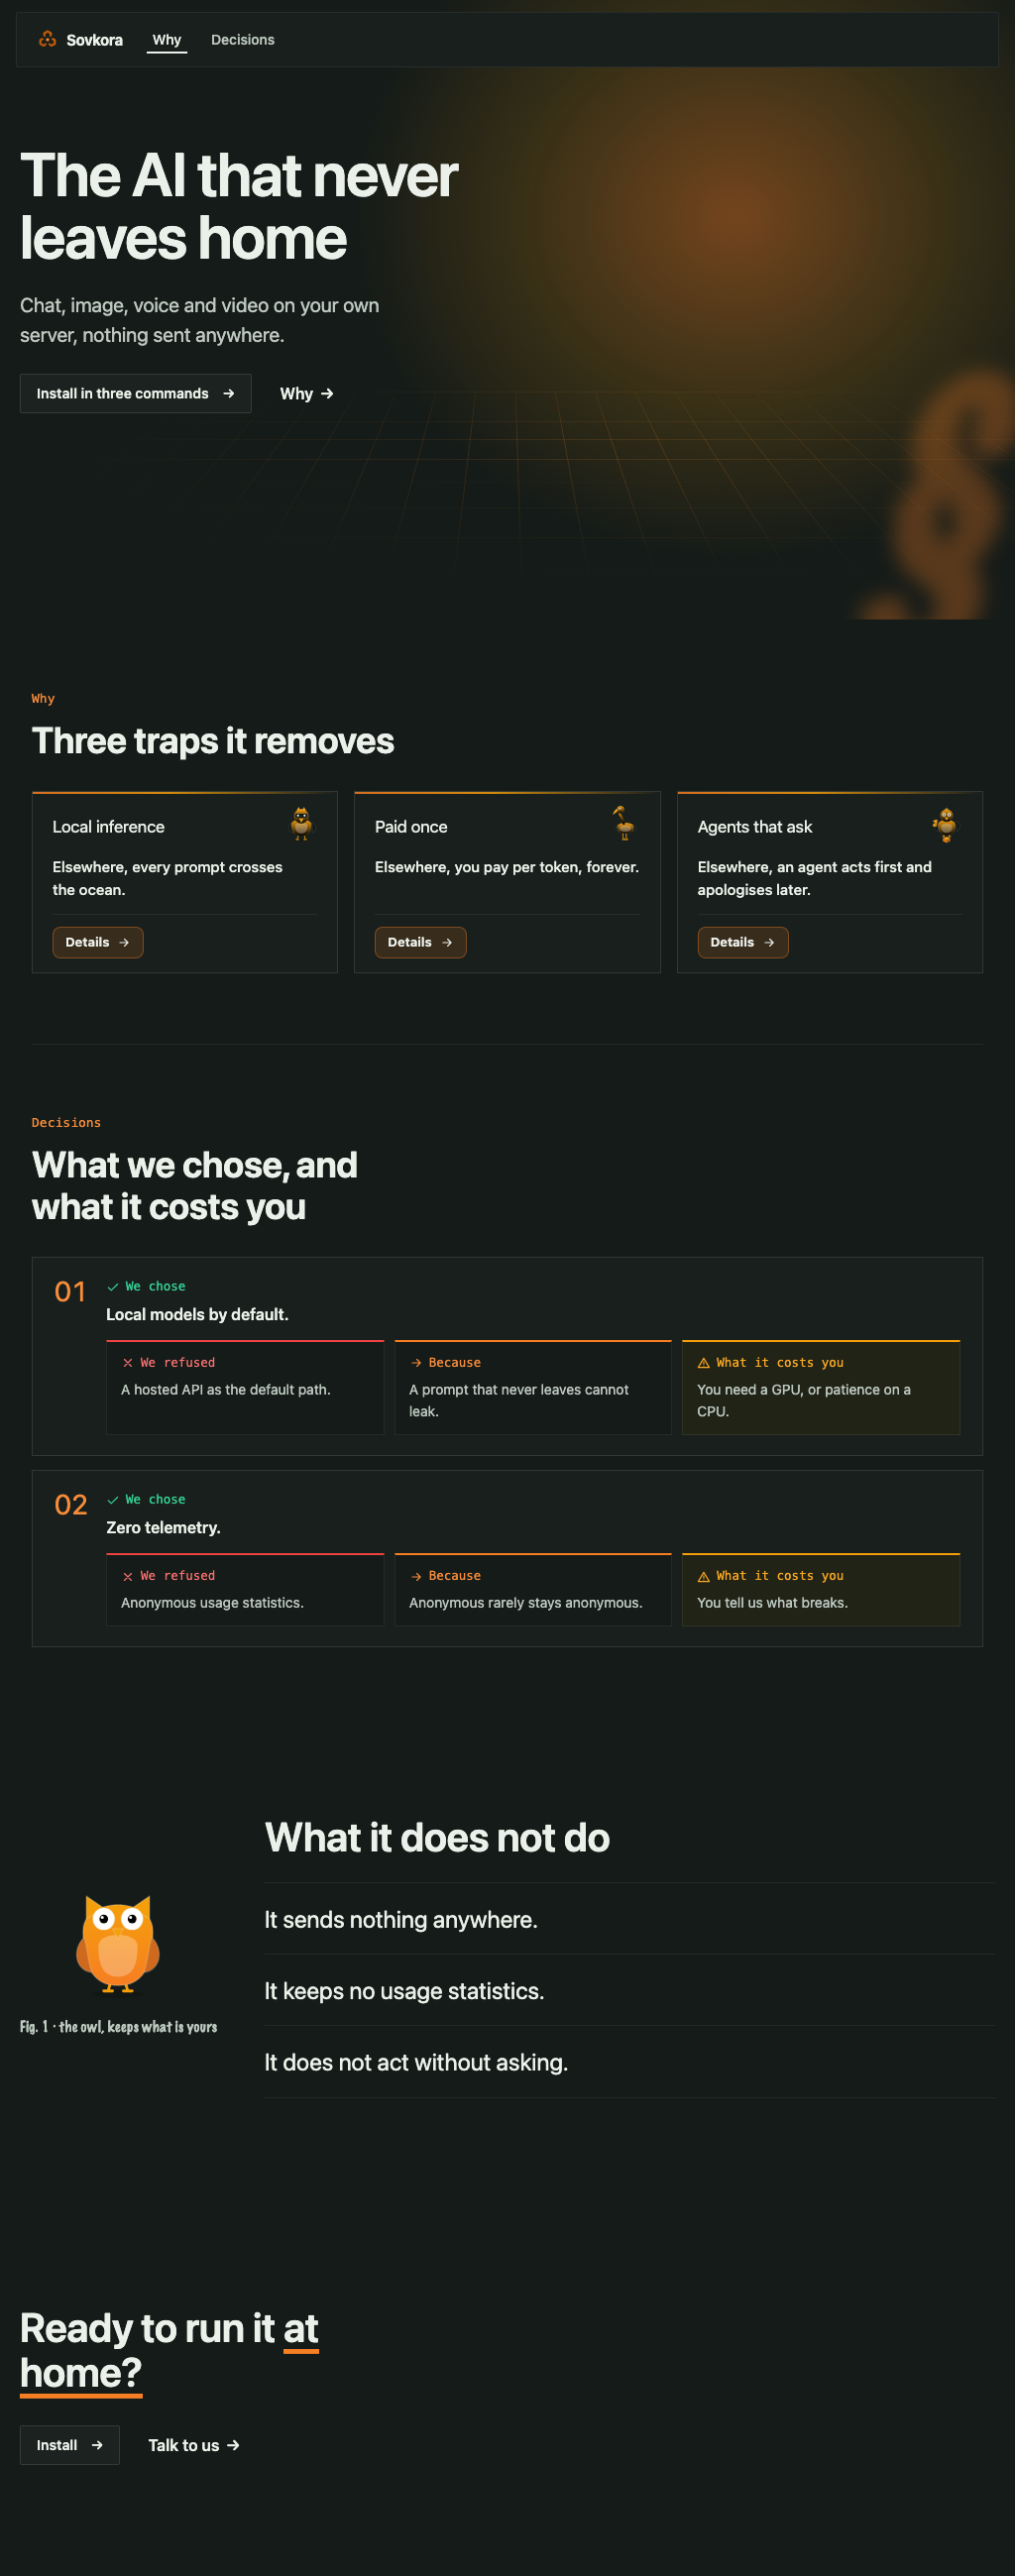 Sovkora
Why
Decisions
The AI that never
leaves home
Chat, image, voice and video on your own
server, nothing sent anywhere.
Install in three commands →
Why →
§
Why
Three traps it removes
Local inference
Elsewhere, every prompt crosses
the ocean.
Details →
Paid once
Elsewhere, you pay per token, forever.
Details →
Agents that ask
Elsewhere, an agent acts first and
apologises later.
Details →
Decisions
What we chose, and
what it costs you
01
We chose
Local models by default.
We refused
A hosted API as the default path.
→ Because
A prompt that never leaves cannot
leak.
What it costs you
You need a GPU, or patience on a
CPU.
02
We chose
Zero telemetry.
We refused
Anonymous usage statistics.
→ Because
Anonymous rarely stays anonymous.
What it costs you
You tell us what breaks.
What it does not do
It sends nothing anywhere.
It keeps no usage statistics.
It does not act without asking.
Fig. 1 · the owl, keeps what is yours
Ready to run it at
home?
Install →
Talk to us →